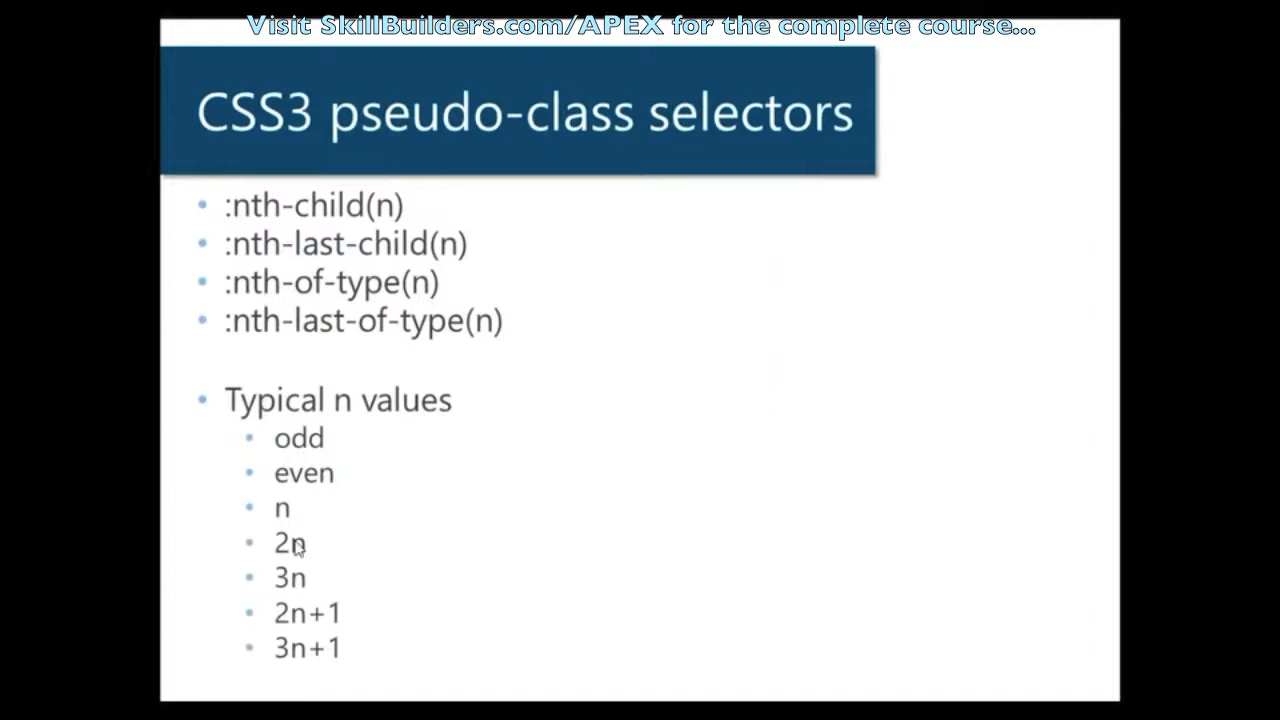 Visit SkillBuilders.com/APEX for the complete course...
CSS3 pseudo-class selectors
• :nth-child(n)
• :nth-last-child(n)
• :nth-of-type(n)
• :nth-last-of-type(n)
• Typical n values
• odd
• even
• n
• 2n
• 3n
• 2n+1
• 3n+1